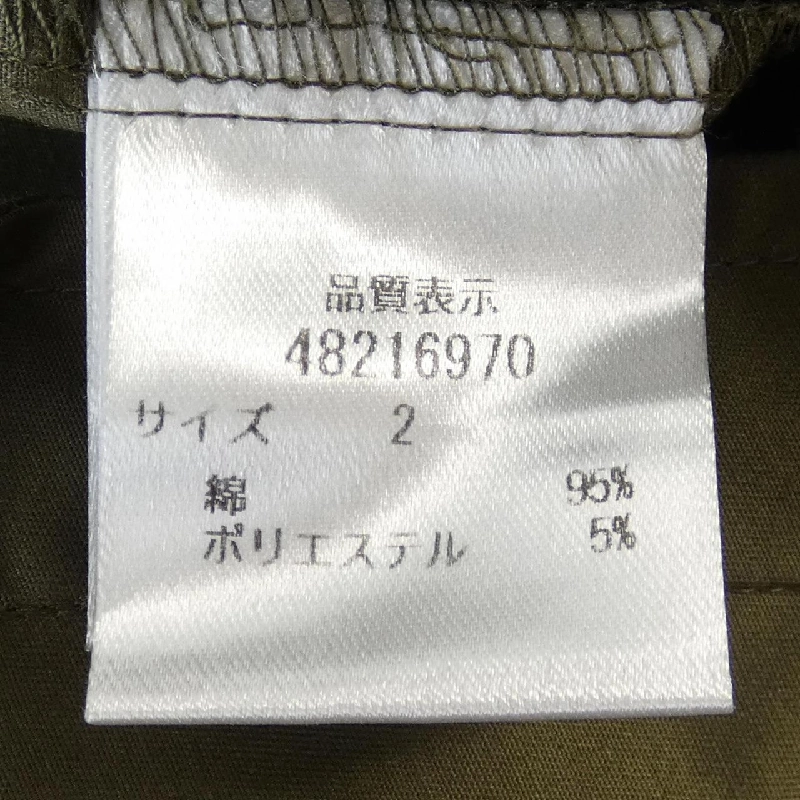 品質表示
48216970
サイズ 2
綿 95%
ポリエステル 5%